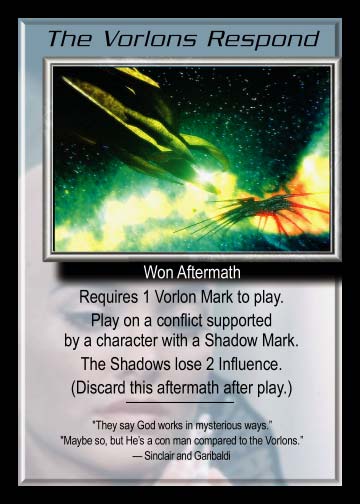 The Vorlons Respond
Won Aftermath
Requires 1 Vorlon Mark to play.
Play on a conflict supported
by a character with a Shadow Mark.
The Shadows lose 2 Influence.
(Discard this aftermath after play.)
"They say God works in mysterious ways."
"Maybe so, but He's a con man compared to the Vorlons."
— Sinclair and Garibaldi